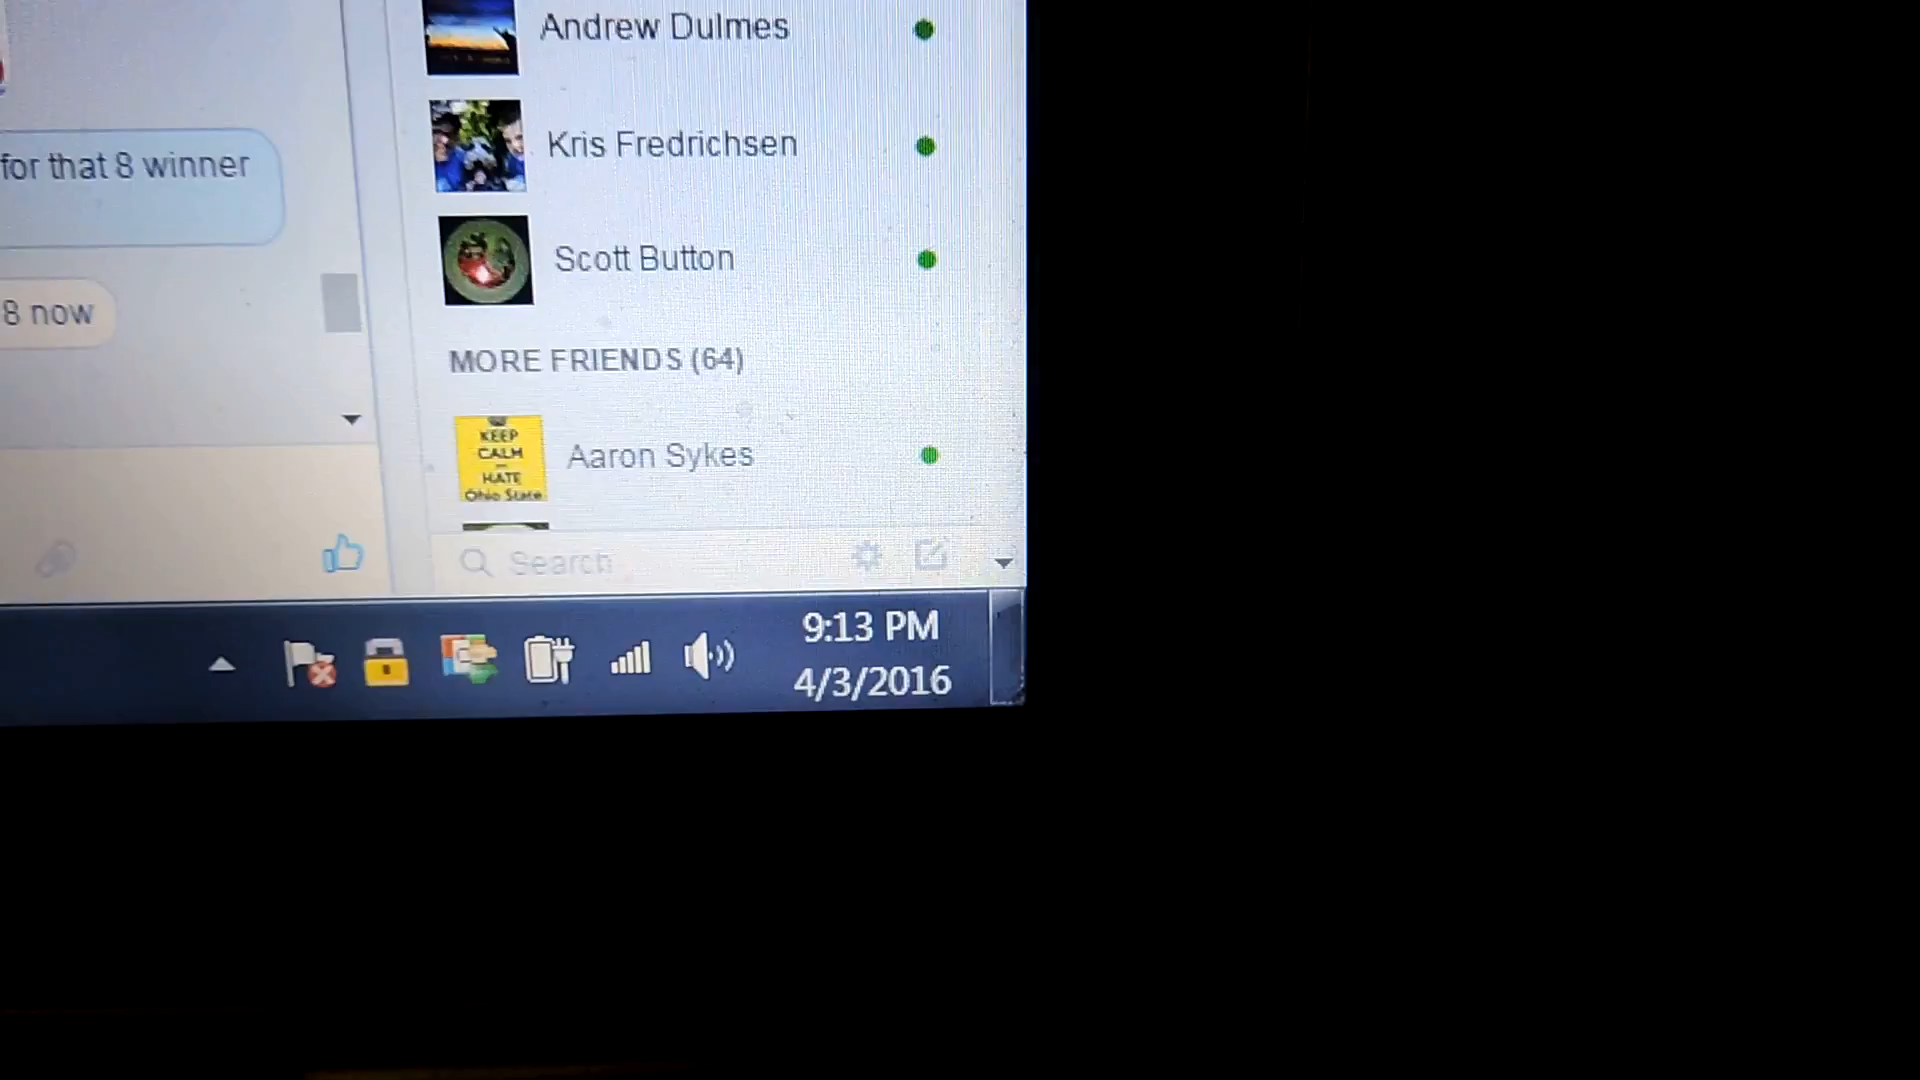 Andrew Dulmes
Kris Fredrichsen
for that 8 winner
Scott Button
8 now
MORE FRIENDS (64)
KEEP
CALM
HATE
Ohio State
Aaron Sykes
Search
9:13 PM
4/3/2016